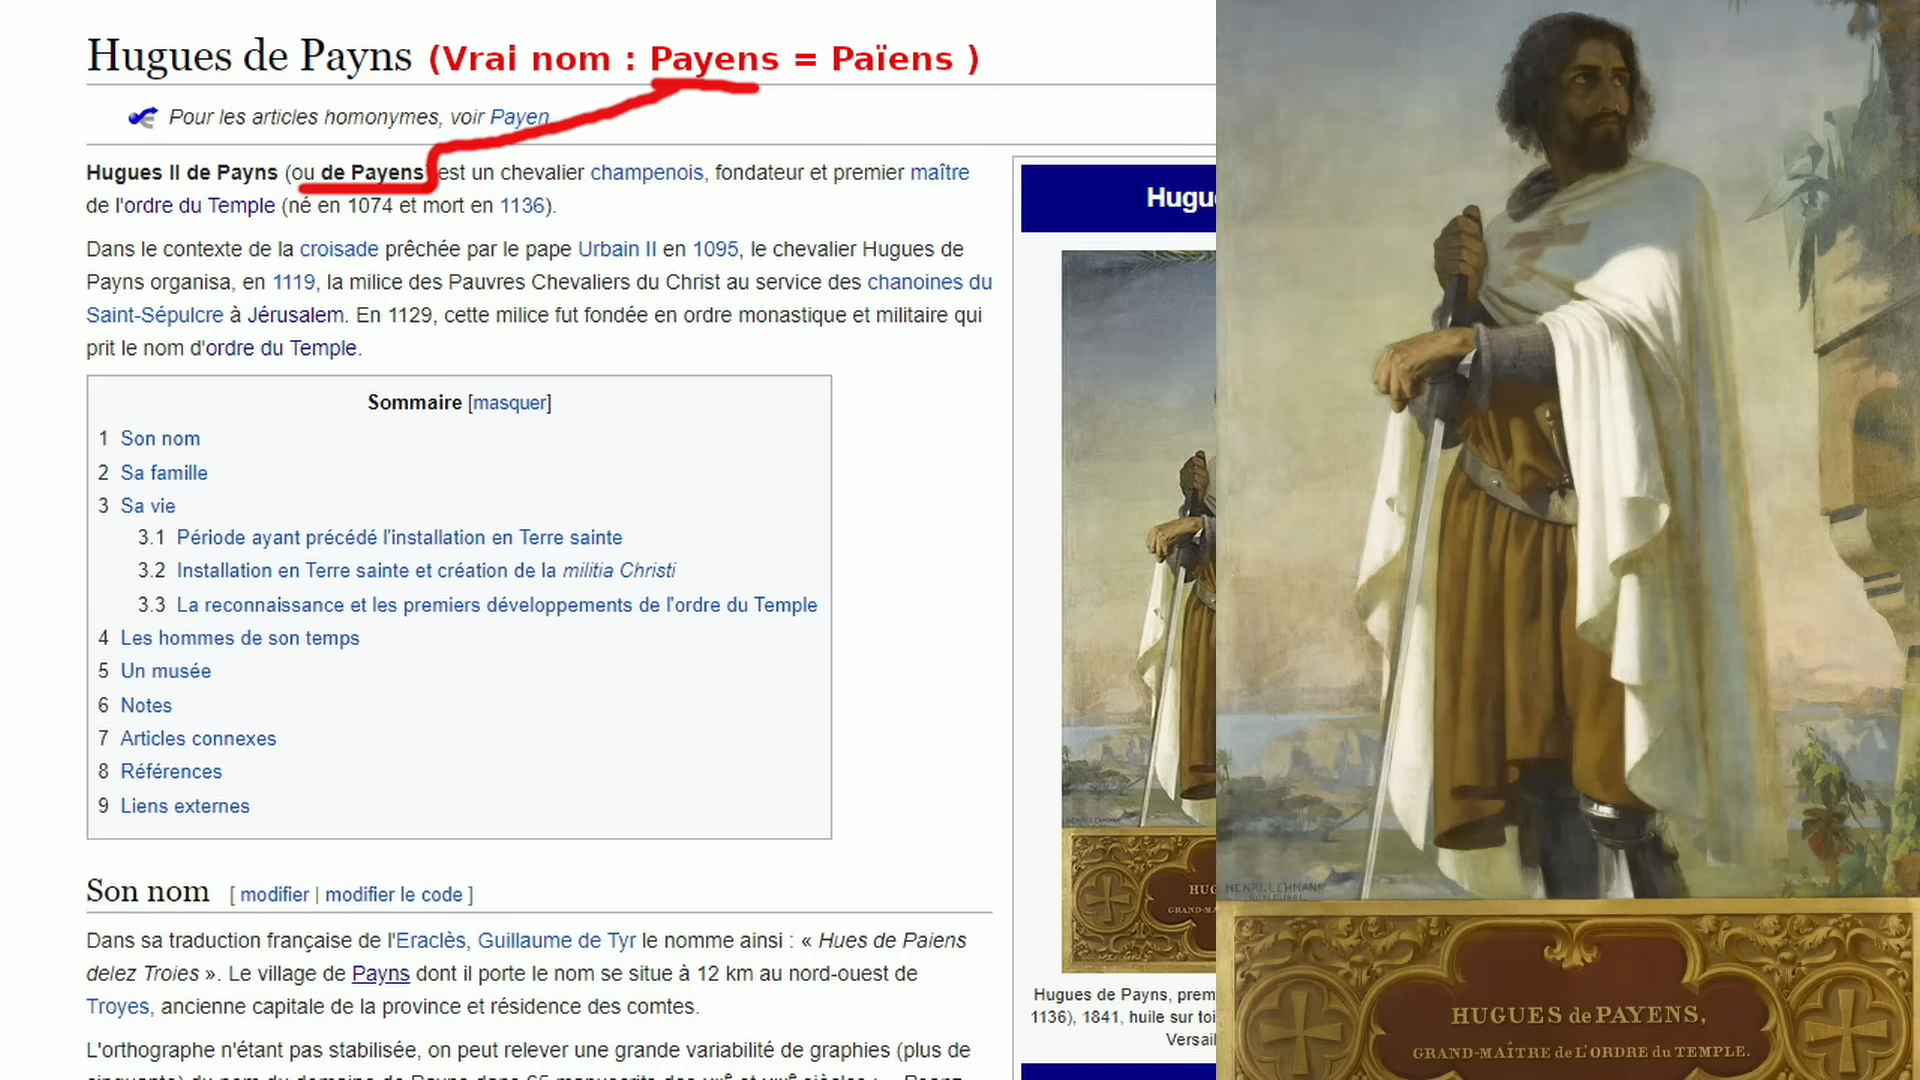 Hugues de Payns (Vrai nom : Payens = Païens )
Pour les articles homonymes, voir Payen
Hugues II de Payns (ou de Payens est un chevalier champenois, fondateur et premier maître
de l'ordre du Temple (né en 1074 et mort en 1136).
Dans le contexte de la croisade prêchée par le pape Urbain II en 1095, le chevalier Hugues de
Payns organisa, en 1119, la milice des Pauvres Chevaliers du Christ au service des chanoines du
Saint-Sépulcre à Jérusalem. En 1129, cette milice fut fondée en ordre monastique et militaire qui
prit le nom d'ordre du Temple.
Sommaire [masquer]
1 Son nom
2 Sa famille
3 Sa vie
3.1 Période ayant précédé l'installation en Terre sainte
3.2 Installation en Terre sainte et création de la militia Christi
3.3 La reconnaissance et les premiers développements de l'ordre du Temple
4 Les hommes de son temps
5 Un musée
6 Notes
7 Articles connexes
8 Références
9 Liens externes
Son nom [ modifier | modifier le code ]
Dans sa traduction française de l'Eraclès, Guillaume de Tyr le nomme ainsi : « Hues de Paiens
delez Troies ». Le village de Payns dont il porte le nom se situe à 12 km au nord-ouest de
Troyes, ancienne capitale de la province et résidence des comtes.
L'orthographe n'étant pas stabilisée, on peut relever une grande variabilité de graphies (plus de
Hugu
HUG
GRAND-MA
Hugues de Payns, prem
1136), 1841, huile sur toi
Versail
HENRI LEHMANN
HUGUES de PAYENS,
GRAND-MAÎTRE de L'ORDRE du TEMPLE.